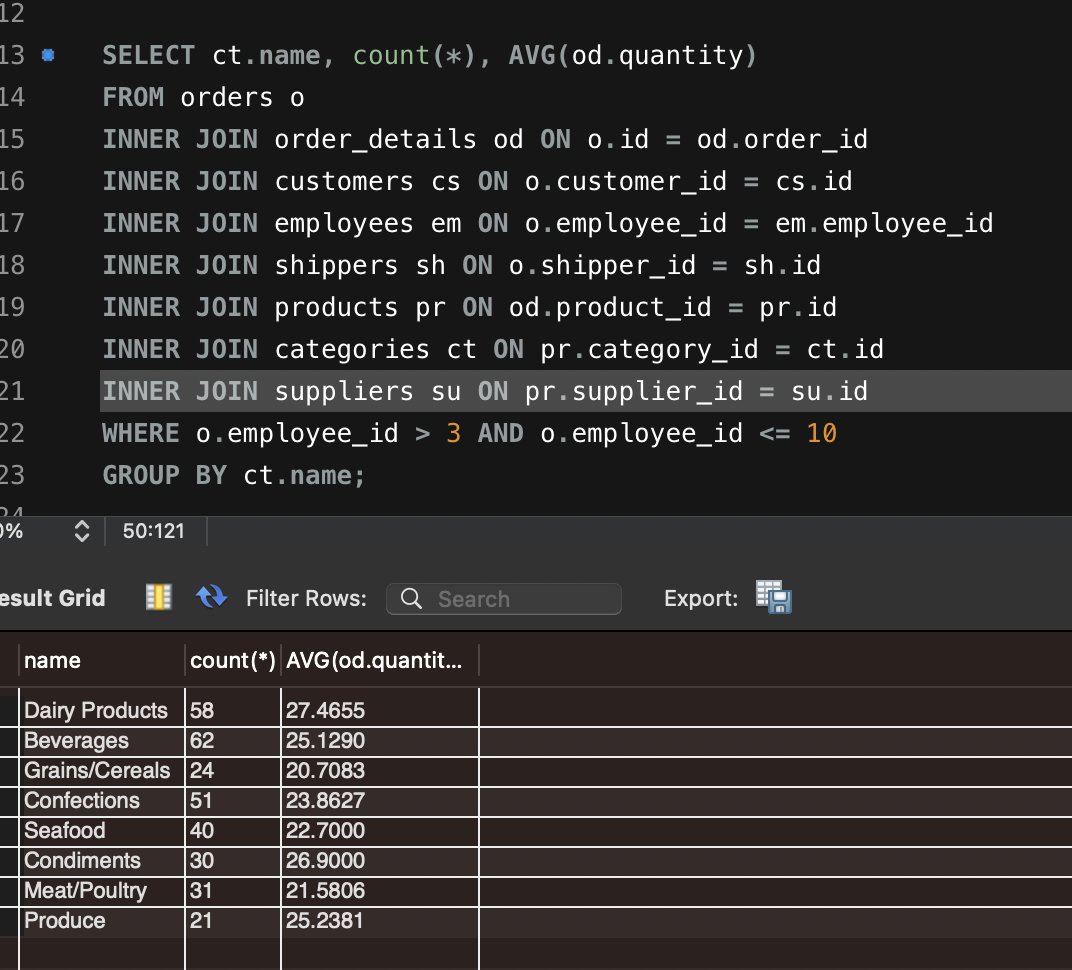 12
13 SELECT ct.name, count(*), AVG(od.quantity)
14 FROM orders o
15 INNER JOIN order_details od ON o.id = od.order_id
16 INNER JOIN customers cs ON o.customer_id = cs.id
17 INNER JOIN employees em ON o.employee_id = em.employee_id
18 INNER JOIN shippers sh ON o.shipper_id = sh.id
19 INNER JOIN products pr ON od.product_id = pr.id
20 INNER JOIN categories ct ON pr.category_id = ct.id
21 INNER JOIN suppliers su ON pr.supplier_id = su.id
22 WHERE o.employee_id > 3 AND o.employee_id <= 10
23 GROUP BY ct.name;
24
0% 50:121
esult Grid Filter Rows: Search Export:
name count(*) AVG(od.quantit...
Dairy Products 58 27.4655
Beverages 62 25.1290
Grains/Cereals 24 20.7083
Confections 51 23.8627
Seafood 40 22.7000
Condiments 30 26.9000
Meat/Poultry 31 21.5806
Produce 21 25.2381